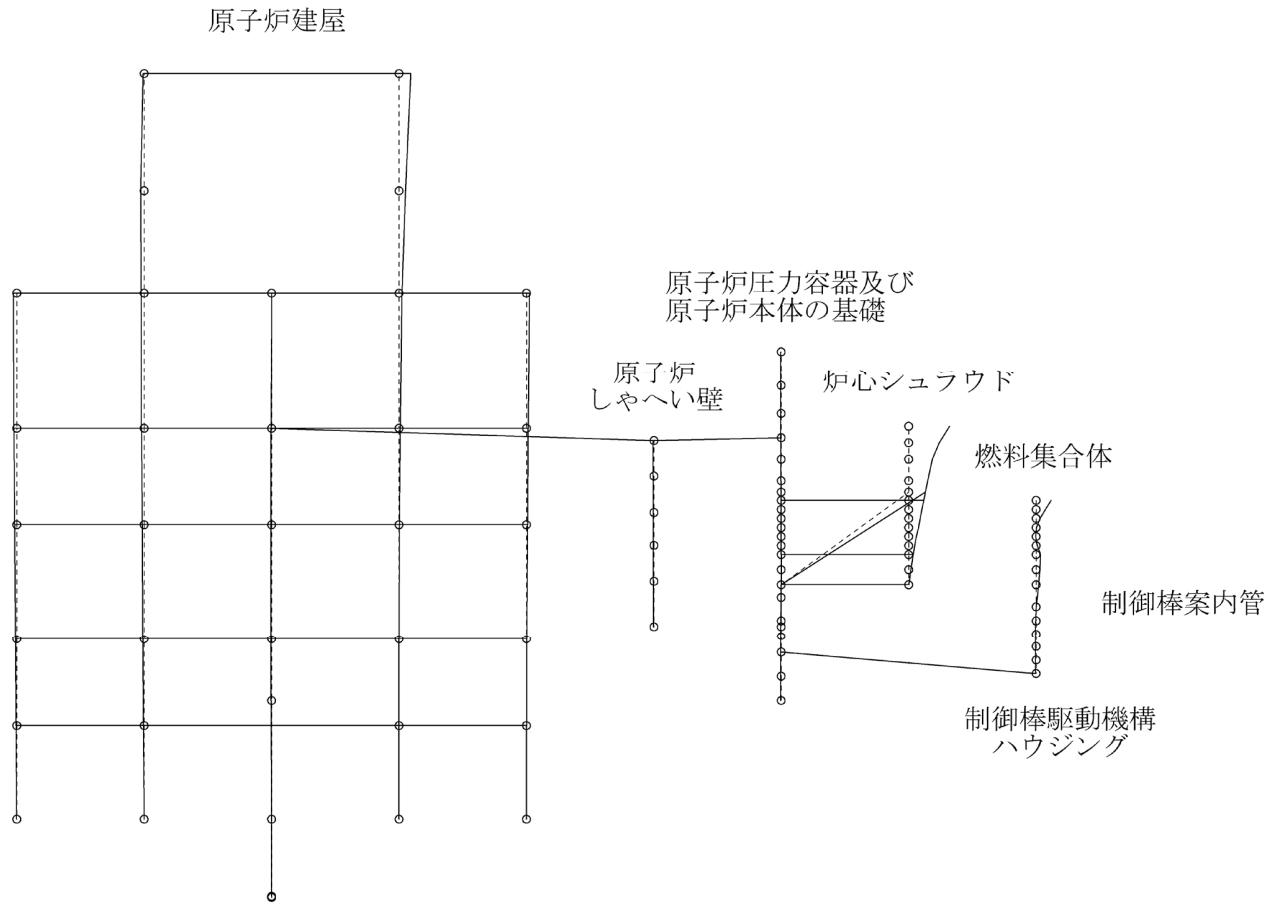 原子炉建屋
原子炉圧力容器及び
原子炉本体の基礎
原子炉
しゃへい壁
炉心シュラウド
燃料集合体
制御棒案内管
制御棒駆動機構
ハウジング